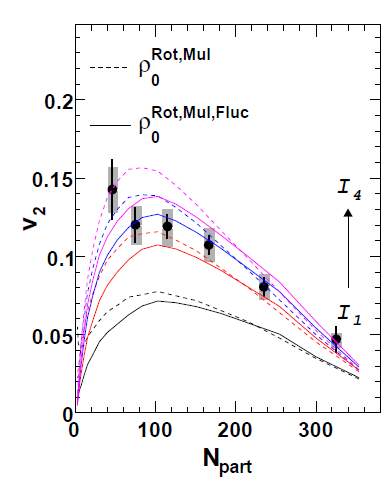 ρ0Rot,Mul
ρ0Rot,Mul,Fluc
0.2
0.15
0.1
0.05
0
v2
I4
I1
0 100 200 300
Npart